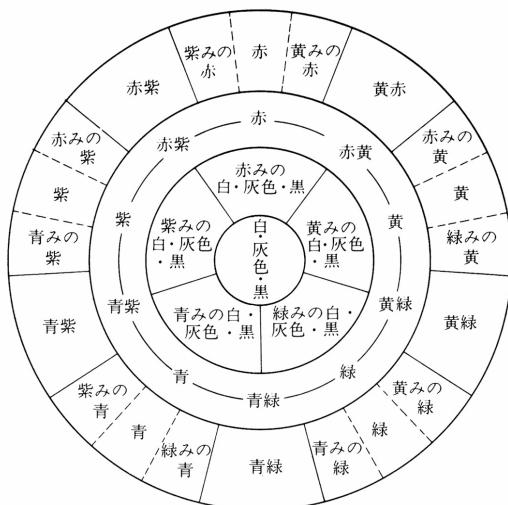 紫みの
赤
赤
黄みの
赤
黄赤
赤みの
黄
黄
緑みの
黄
黄緑
黄みの
緑
緑
青みの
緑
青緑
緑みの
青
青
紫みの
青
青紫
青みの
紫
紫
赤みの
紫
赤紫
赤
赤黄
黄
黄緑
緑
青緑
青
青紫
紫
赤紫
赤みの
白・灰色・黒
黄みの
白・灰色
・黒
緑みの白・
灰色・黒
青みの白・
灰色・黒
紫みの
白・灰色
・黒
白・灰色・黒